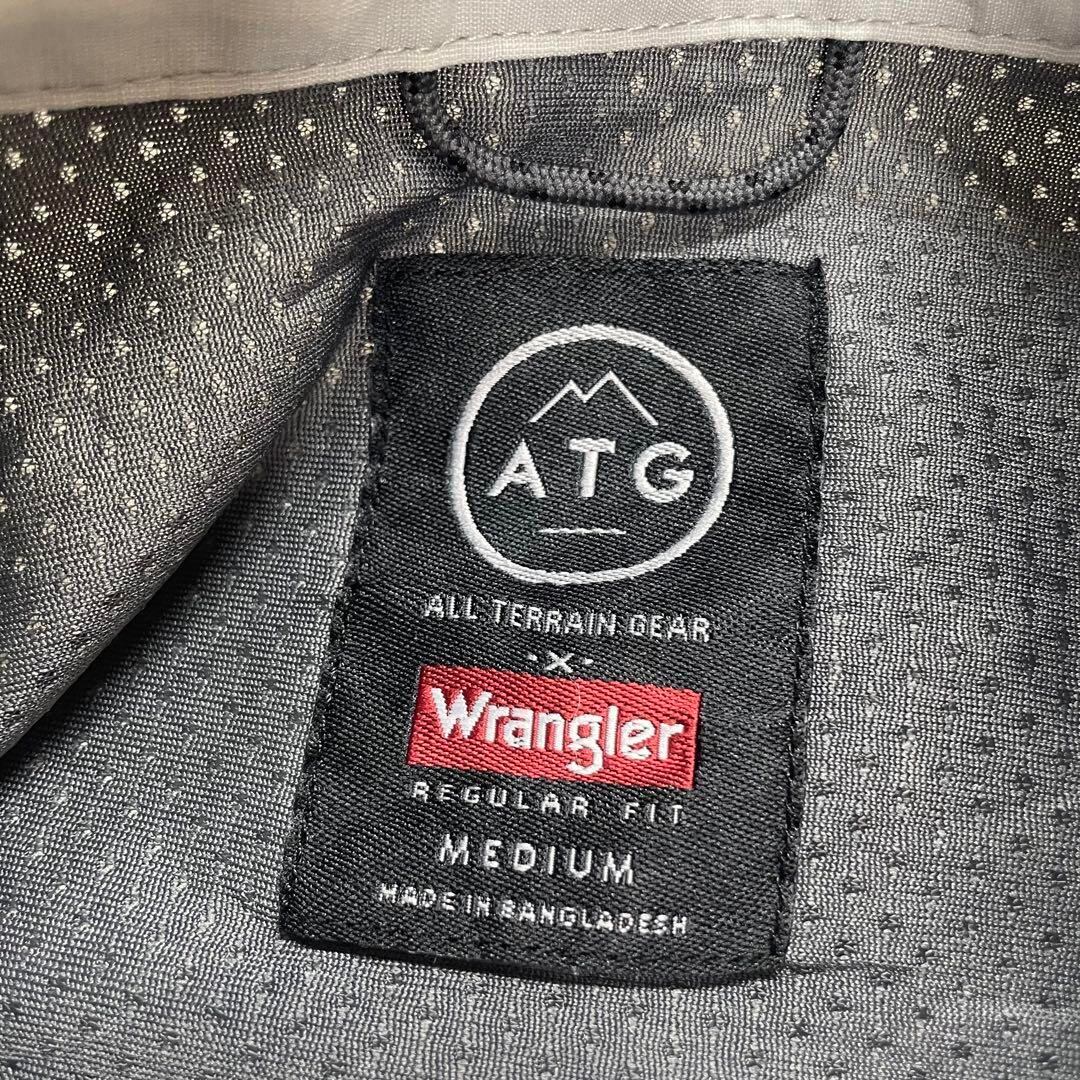 ATG
ALL TERRAIN GEAR
-X-
Wrangler
REGULAR FIT
MEDIUM
MADE IN BANGLADESH